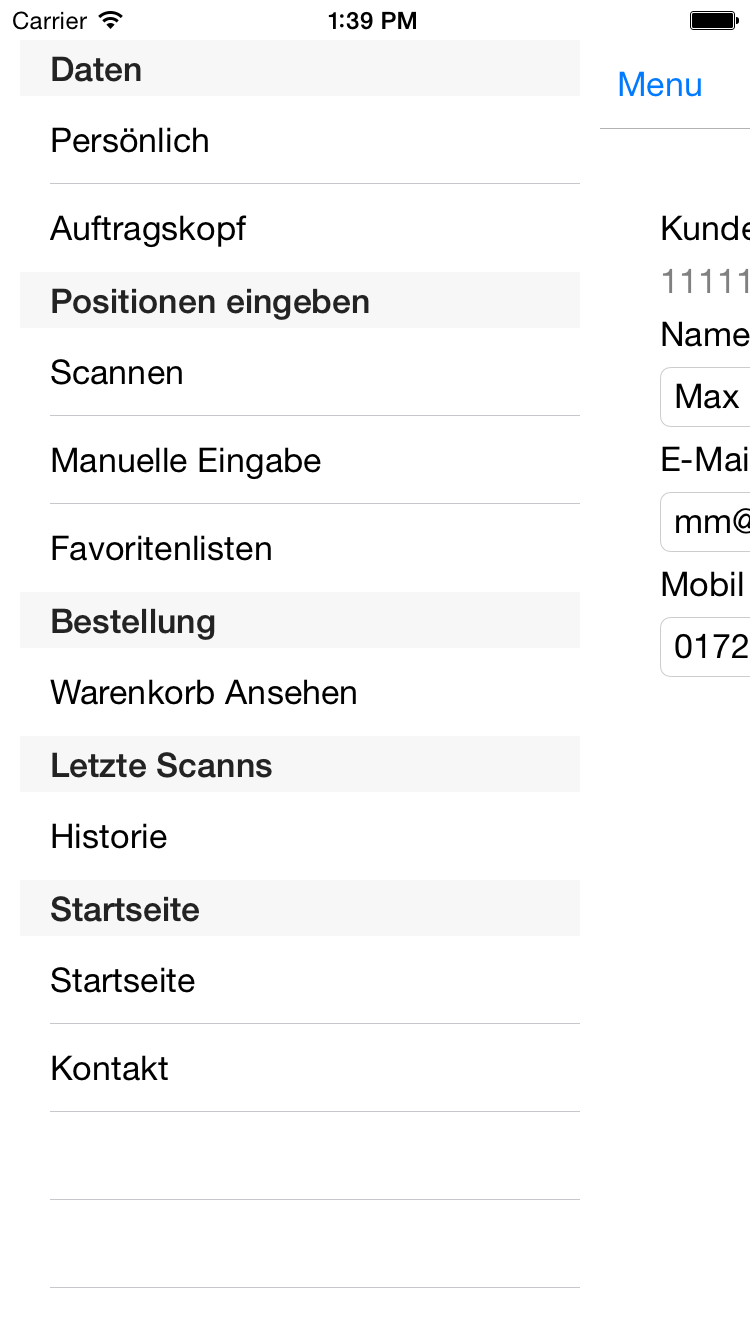 Carrier 1:39 PM
Daten
Persönlich
Auftragskopf
Positionen eingeben
Scannen
Manuelle Eingabe
Favoritenlisten
Bestellung
Warenkorb Ansehen
Letzte Scanns
Historie
Startseite
Startseite
Kontakt
Menu
Kunde
11111
Name
Max
E-Mai
mm@
Mobil
0172